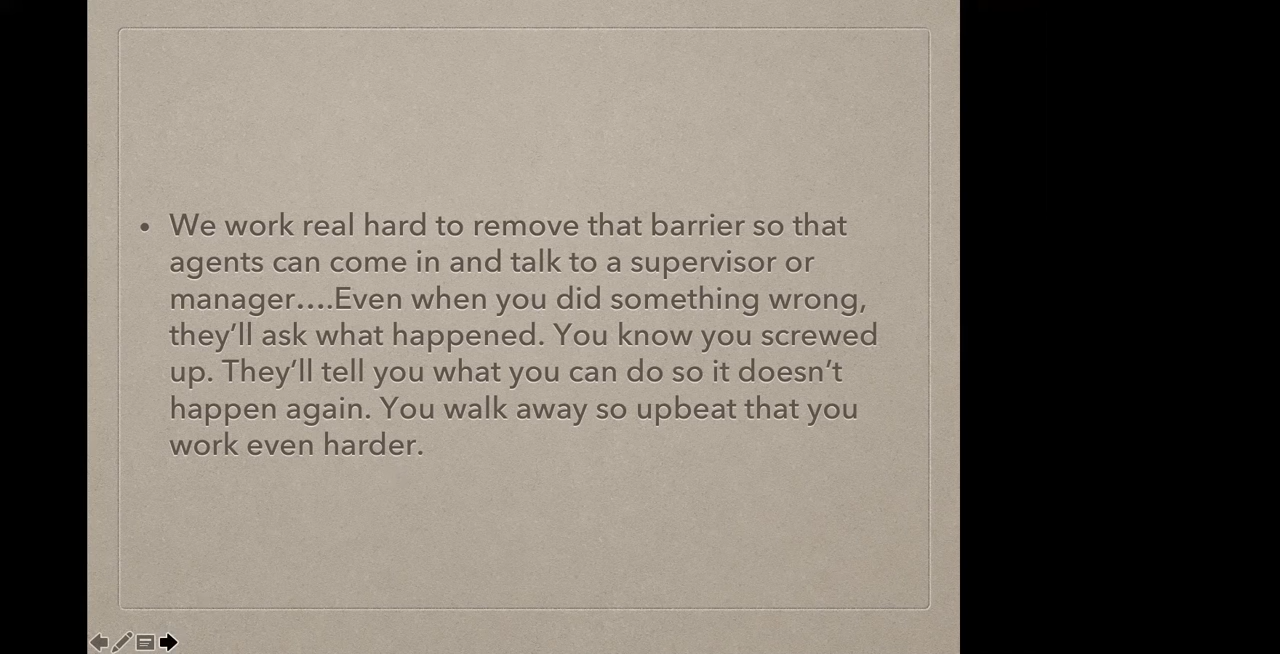 • We work real hard to remove that barrier so that
agents can come in and talk to a supervisor or
manager....Even when you did something wrong,
they’ll ask what happened. You know you screwed
up. They’ll tell you what you can do so it doesn’t
happen again. You walk away so upbeat that you
work even harder.